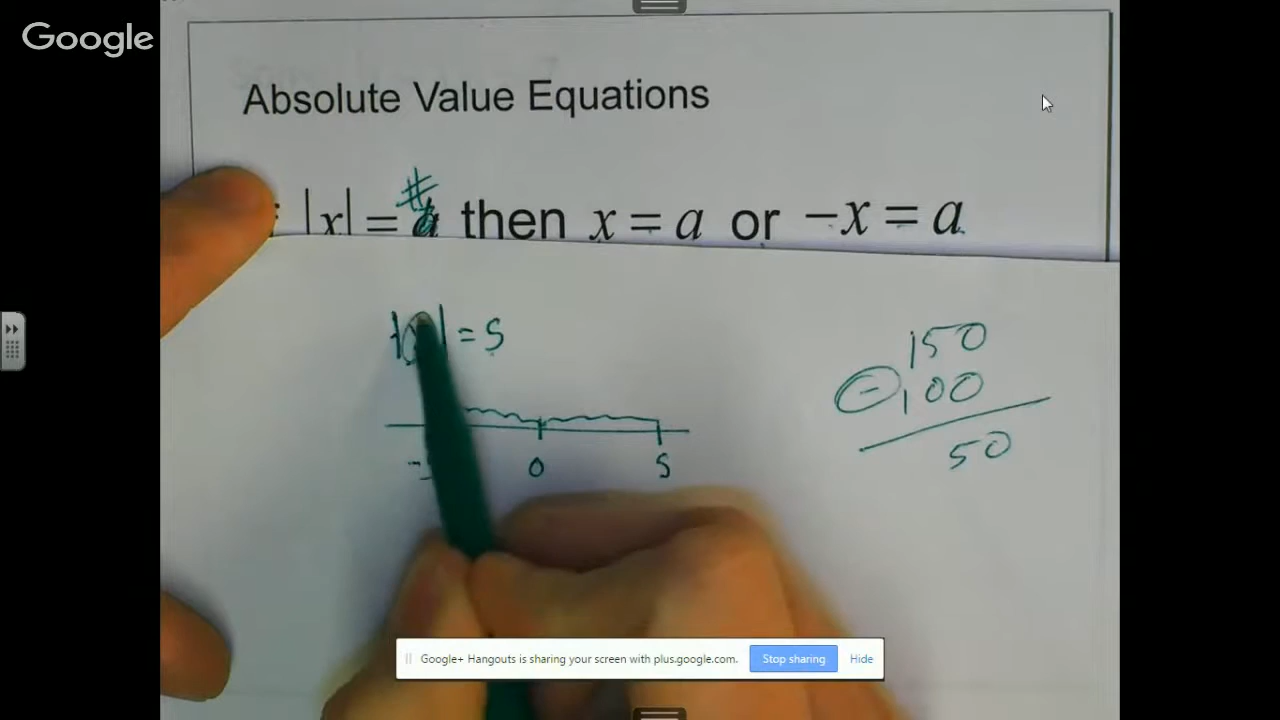 Google
Absolute Value Equations
|x| = # then x = a or −x = a
= 5
150
− 100
50
0 5
Google+ Hangouts is sharing your screen with plus.google.com. Stop sharing Hide